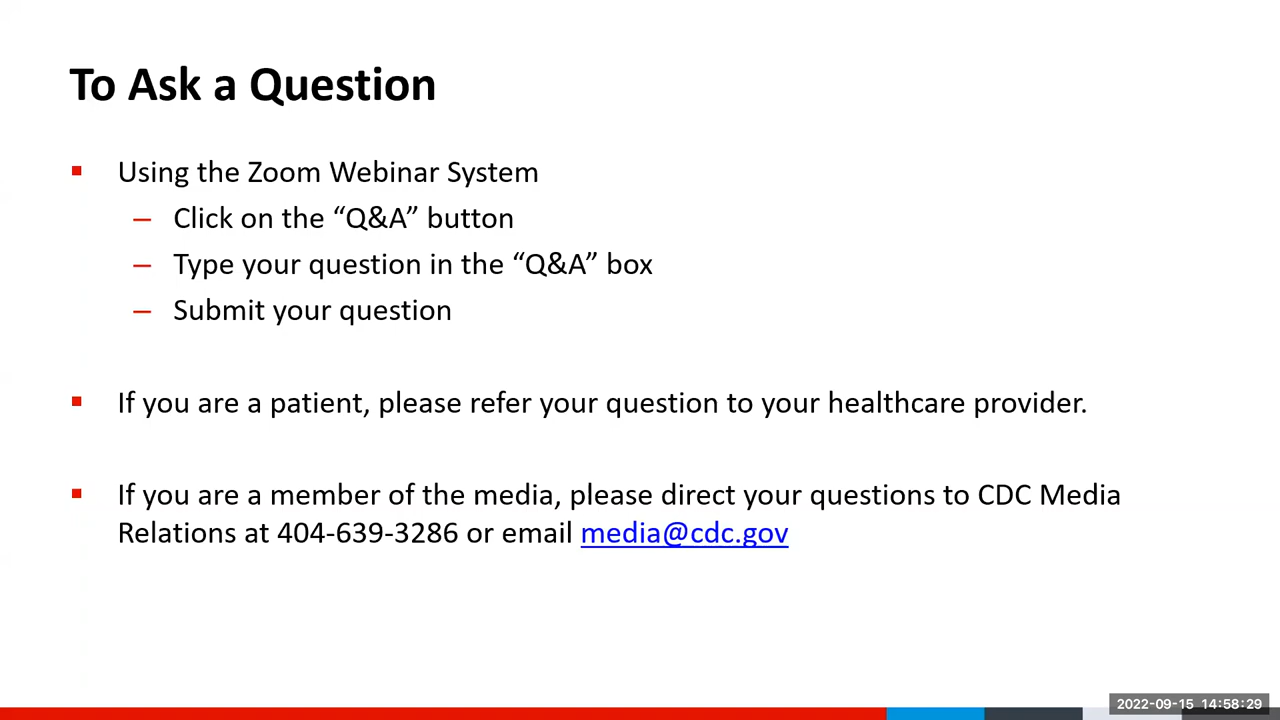 To Ask a Question
▪ Using the Zoom Webinar System
– Click on the “Q&A” button
– Type your question in the “Q&A” box
– Submit your question
▪ If you are a patient, please refer your question to your healthcare provider.
▪ If you are a member of the media, please direct your questions to CDC Media
Relations at 404-639-3286 or email media@cdc.gov
2022-09-15 14:58:29